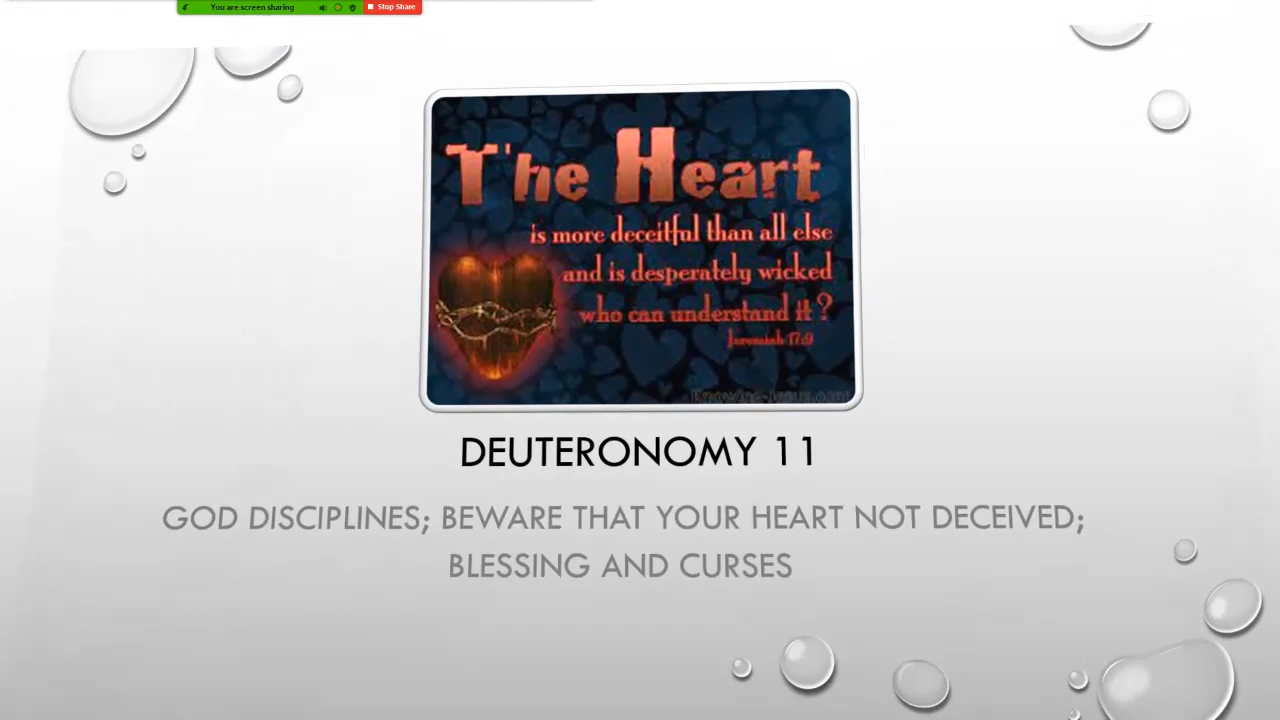 You are screen sharing
Stop Share
The Heart
is more deceitful than all else
and is desperately wicked
who can understand it?
Jeremiah 17:9
DEUTERONOMY 11
GOD DISCIPLINES; BEWARE THAT YOUR HEART NOT DECEIVED;
BLESSING AND CURSES